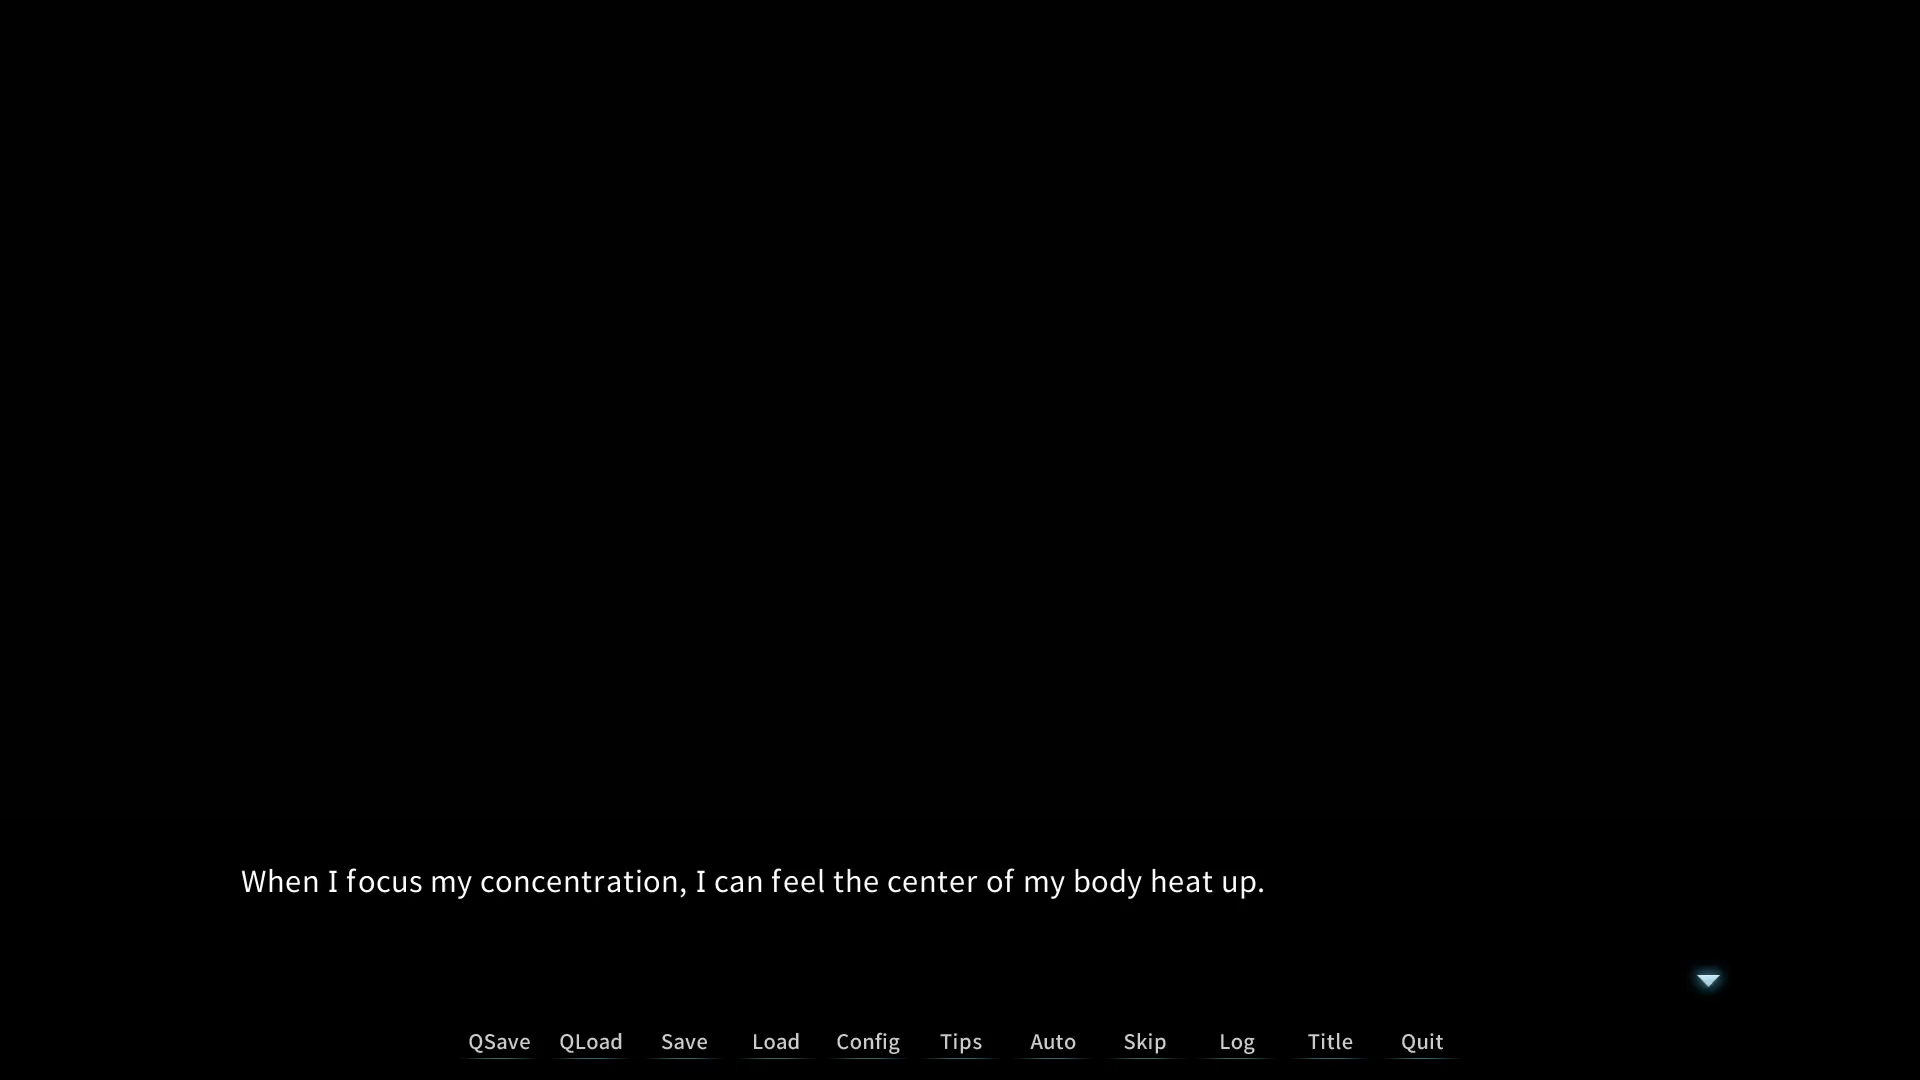 When I focus my concentration, I can feel the center of my body heat up.
QSave QLoad Save Load Config Tips Auto Skip Log Title Quit